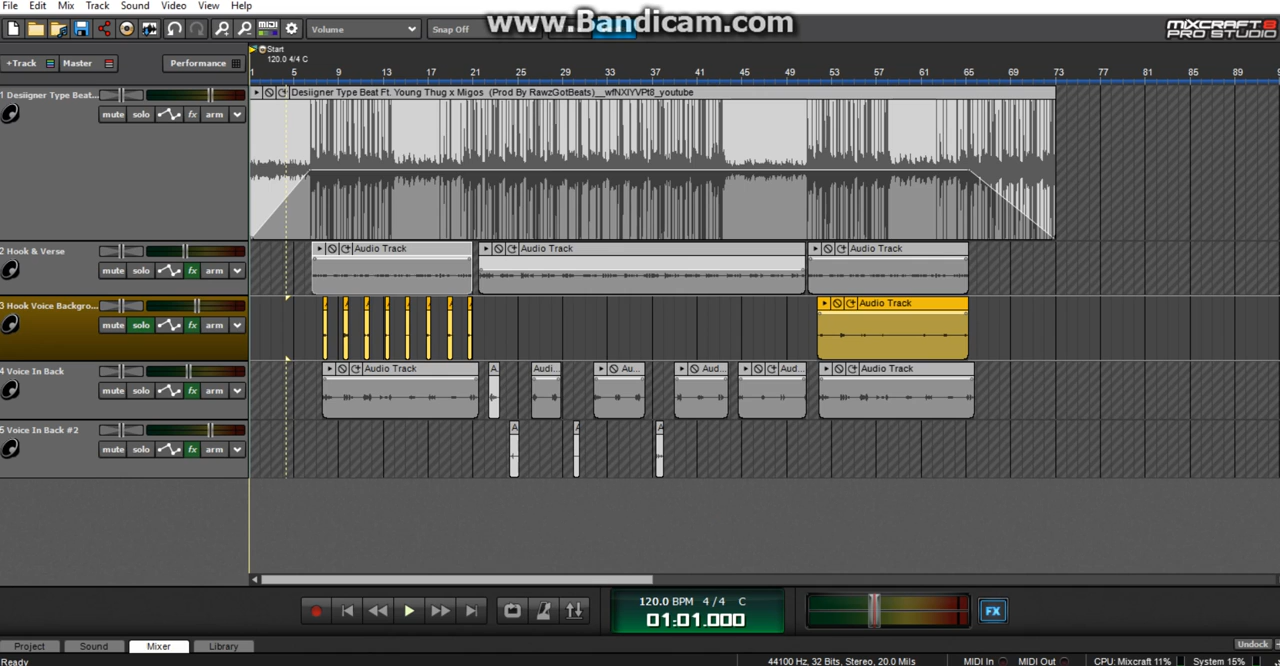 File Edit Mix Track Sound Video View Help
www.Bandicam.com
Volume
Snap Off
MIXCRAFT 8
PRO STUDIO
+Track
Master
Performance
Start
120.0 4/4 C
1 5 9 13 17 21 25 29 33 37 41 45 49 53 57 61 65 69 73 77 81 85 89
1 Desiigner Type Beat...
mute solo fx arm
Desiigner Type Beat Ft. Young Thug x Migos (Prod By RawzGotBeats)__wfNXIYVPt8_youtube
2 Hook & Verse
mute solo fx arm
Audio Track
Audio Track
Audio Track
3 Hook Voice Backgro...
mute solo fx arm
Audio Track
4 Voice In Back
mute solo fx arm
Audio Track
A
Audi...
Au...
Aud...
Aud...
Audio Track
5 Voice In Back #2
mute solo fx arm
A
A
A
120.0 BPM 4/4 C
01:01.000
FX
Project
Sound
Mixer
Library
Undock
Ready
44100 Hz, 32 Bits, Stereo, 20.0 Mils
MIDI In
MIDI Out
CPU: Mixcraft 11%
System 15%